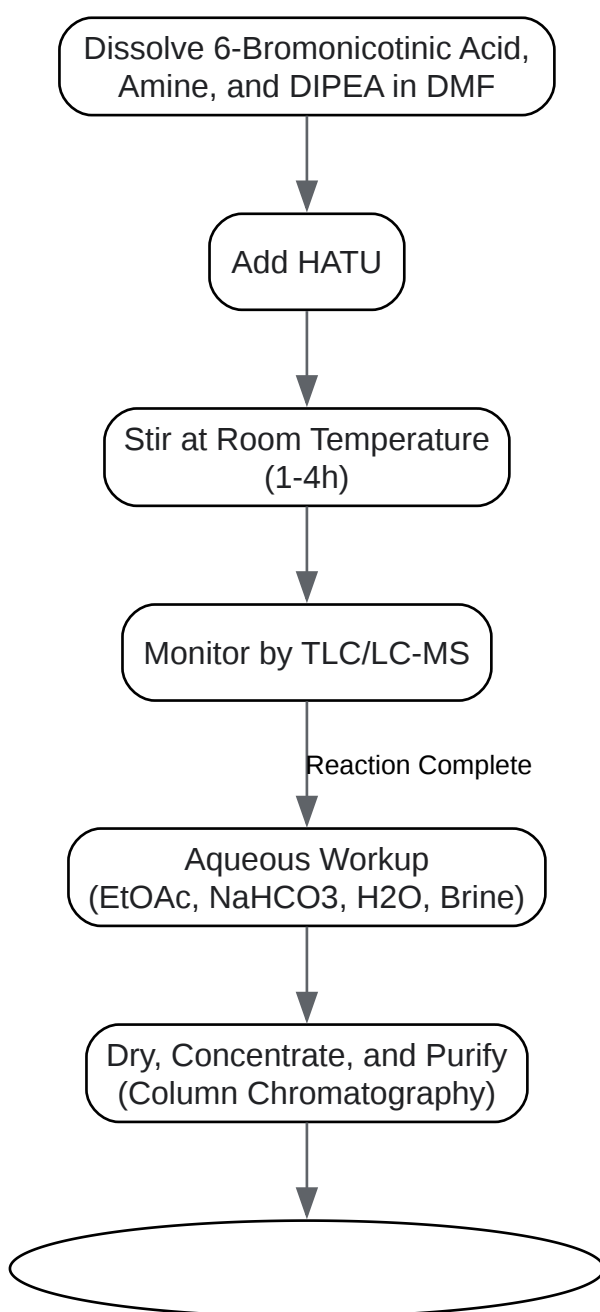 Dissolve 6-Bromonicotinic Acid,
Amine, and DIPEA in DMF
Add HATU
Stir at Room Temperature
(1-4h)
Monitor by TLC/LC-MS
Reaction Complete
Aqueous Workup
(EtOAc, NaHCO3, H2O, Brine)
Dry, Concentrate, and Purify
(Column Chromatography)